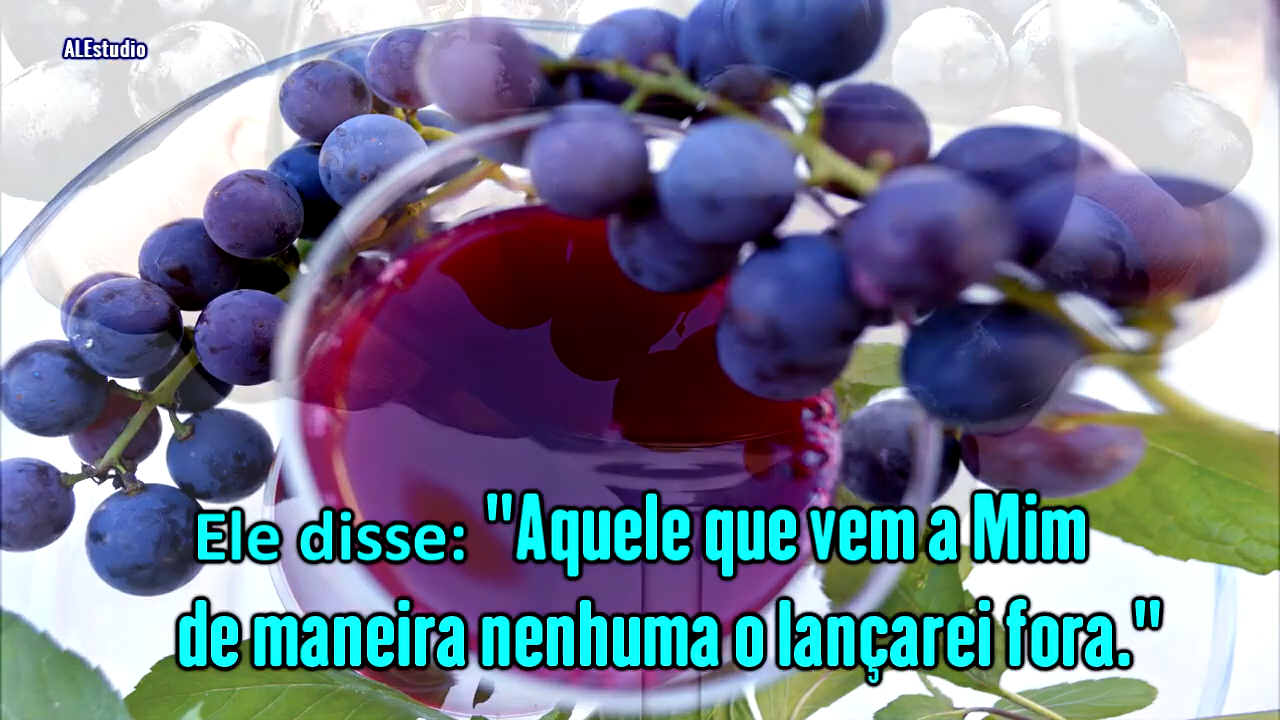 ALEstudio
Ele disse: "Aquele que vem a Mim
de maneira nenhuma o lançarei fora."